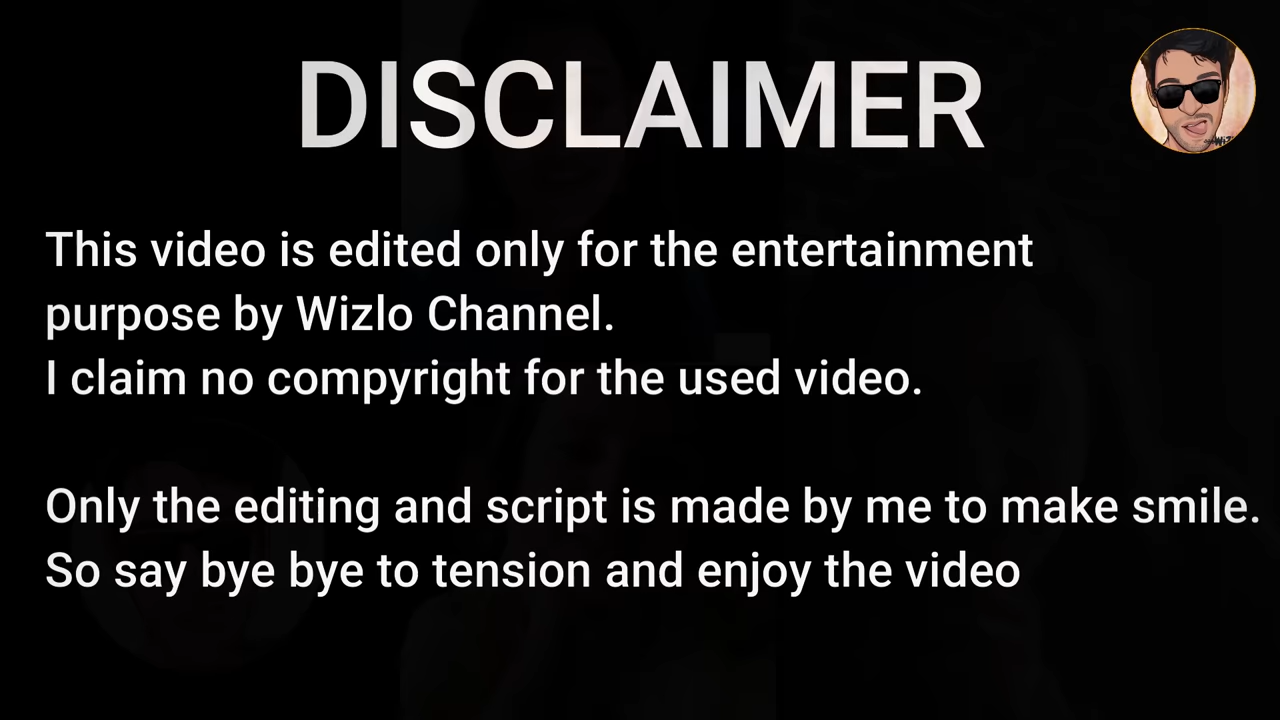 DISCLAIMER
This video is edited only for the entertainment
purpose by Wizlo Channel.
I claim no compyright for the used video.
Only the editing and script is made by me to make smile.
So say bye bye to tension and enjoy the video